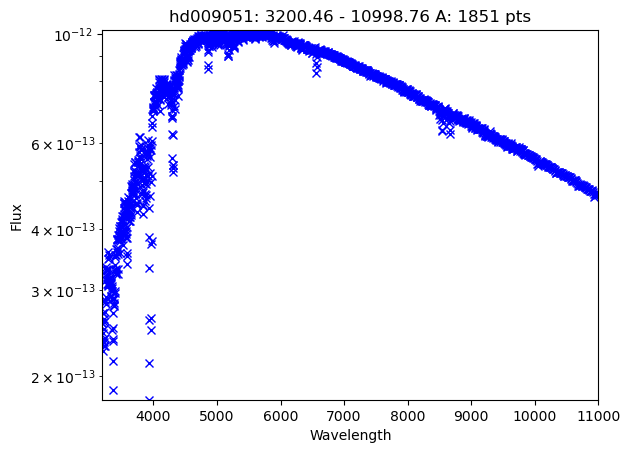 hd009051: 3200.46 - 10998.76 A: 1851 pts
10⁻¹²
6 × 10⁻¹³
4 × 10⁻¹³
3 × 10⁻¹³
2 × 10⁻¹³
Flux
4000 5000 6000 7000 8000 9000 10000 11000
Wavelength